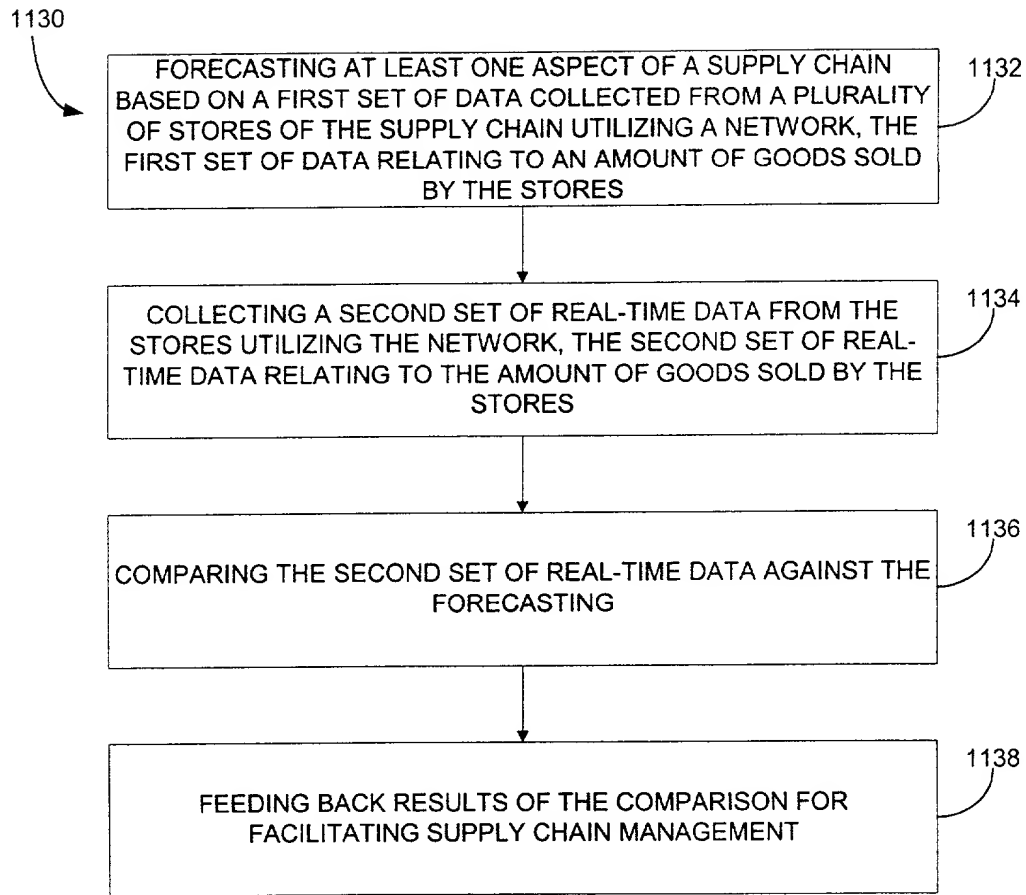 1130
FORECASTING AT LEAST ONE ASPECT OF A SUPPLY CHAIN
BASED ON A FIRST SET OF DATA COLLECTED FROM A PLURALITY
OF STORES OF THE SUPPLY CHAIN UTILIZING A NETWORK, THE
FIRST SET OF DATA RELATING TO AN AMOUNT OF GOODS SOLD
BY THE STORES
1132
COLLECTING A SECOND SET OF REAL-TIME DATA FROM THE
STORES UTILIZING THE NETWORK, THE SECOND SET OF REAL-
TIME DATA RELATING TO THE AMOUNT OF GOODS SOLD BY THE
STORES
1134
COMPARING THE SECOND SET OF REAL-TIME DATA AGAINST THE
FORECASTING
1136
FEEDING BACK RESULTS OF THE COMPARISON FOR
FACILITATING SUPPLY CHAIN MANAGEMENT
1138